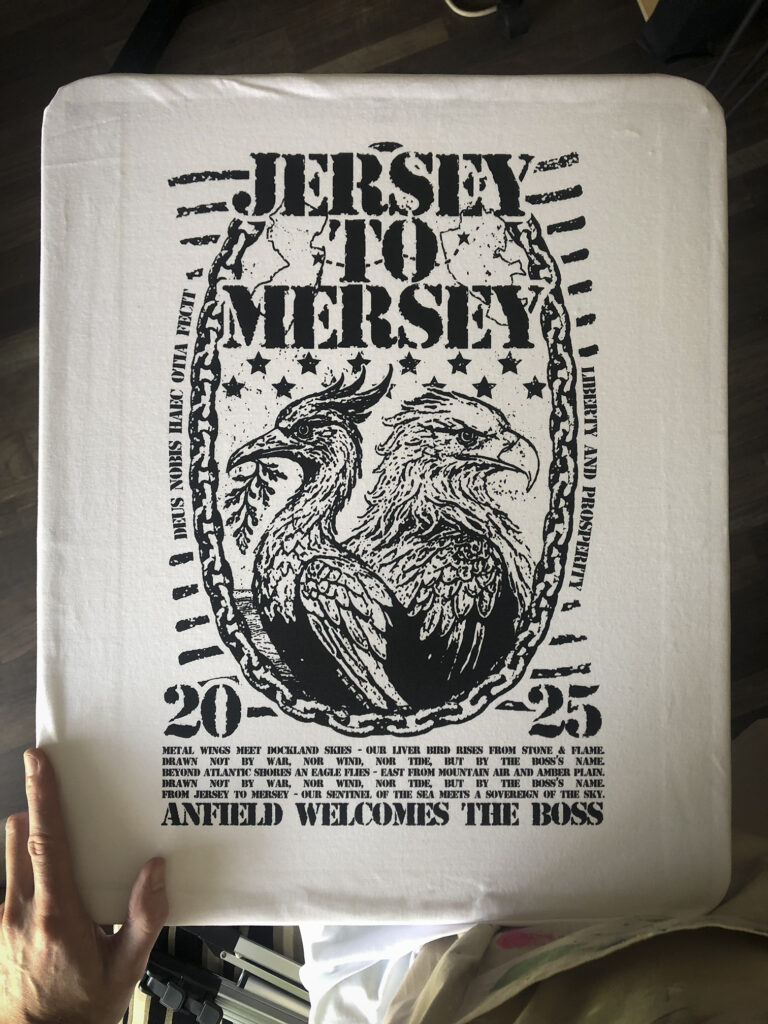 JERSEY
TO
MERSEY
DEUS NOBIS HAEC OTIA FECIT
LIBERTY AND PROSPERITY
20-25
METAL WINGS MEET DOCKLAND SKIES - OUR LIVER BIRD RISES FROM STONE & FLAME.
DRAWN NOT BY WAR, NOR WIND, NOR TIDE, BUT BY THE BOSS'S NAME.
BEYOND ATLANTIC SHORES AN EAGLE FLIES - EAST FROM MOUNTAIN AIR AND AMBER PLAIN.
DRAWN NOT BY WAR, NOR WIND, NOR TIDE, BUT BY THE BOSS'S NAME.
FROM JERSEY TO MERSEY - OUR SENTINEL OF THE SEA MEETS A SOVEREIGN OF THE SKY.
ANFIELD WELCOMES THE BOSS